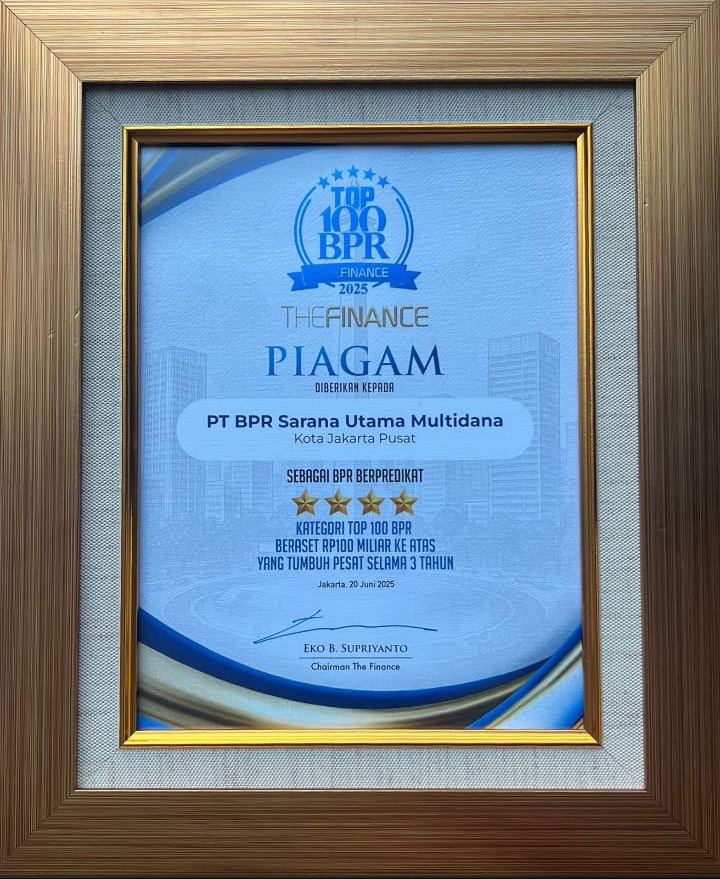 TOP
100
BPR
FINANCE
2025
THEFINANCE
PIAGAM
DIBERIKAN KEPADA
PT BPR Sarana Utama Multidana
Kota Jakarta Pusat
SEBAGAI BPR BERPREDIKAT
KATEGORI TOP 100 BPR
BERASET RP100 MILIAR KE ATAS
YANG TUMBUH PESAT SELAMA 3 TAHUN
Jakarta, 20 Juni 2025
EKO B. SUPRIYANTO
Chairman The Finance